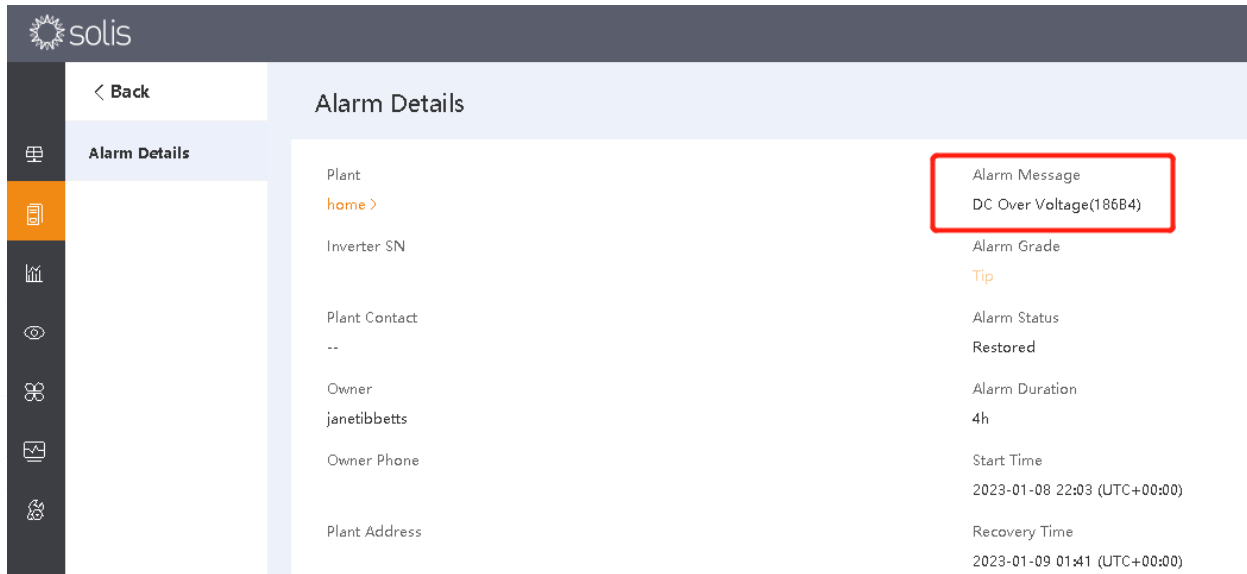 solis
< Back
Alarm Details
Alarm Details
Plant
home >
Inverter SN
Plant Contact
--
Owner
janetibbetts
Owner Phone
Plant Address
Alarm Message
DC Over Voltage(186B4)
Alarm Grade
Tip
Alarm Status
Restored
Alarm Duration
4h
Start Time
2023-01-08 22:03 (UTC+00:00)
Recovery Time
2023-01-09 01:41 (UTC+00:00)